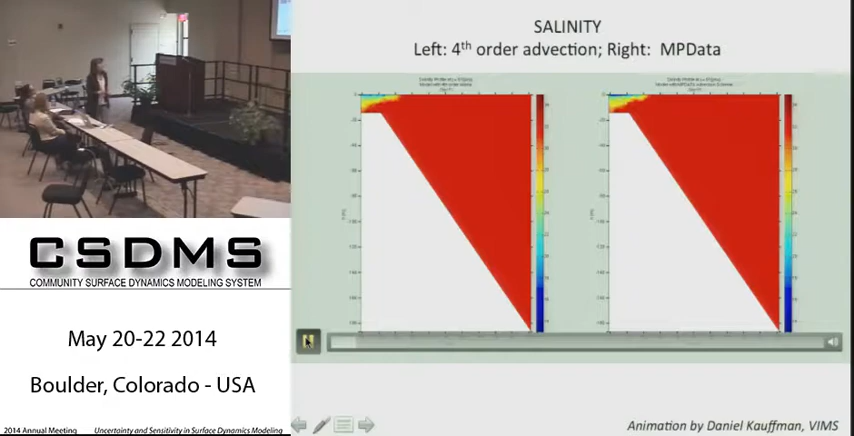 SALINITY
Left: 4th order advection; Right: MPData
CSDMS
COMMUNITY SURFACE DYNAMICS MODELING SYSTEM
May 20-22 2014
Boulder, Colorado - USA
2014 Annual Meeting
Uncertainty and Sensitivity in Surface Dynamics Modeling
Animation by Daniel Kauffman, VIMS